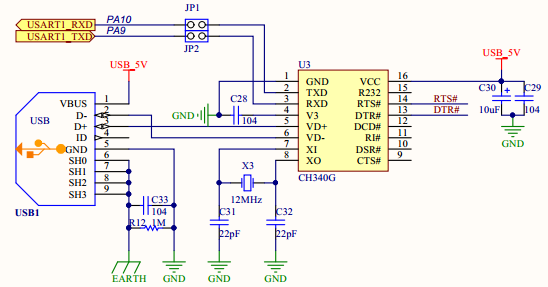 USART1_RXD PA10 JP1
USART1_TXD PA9
JP2
USB_5V
USB
VBUS 1
D- 2
D+ 3
ID 4
GND 5
SH0 6
SH1 7
SH2 8
SH3 9
USB1
C33
104
R12 1M
EARTH
GND
GND
C28
104
U3
1 GND
2 TXD
3 RXD
4 V3
5 VD+
6 VD-
7 XI
8 XO
VCC 16
R232 15
RTS# 14 RTS#
DTR# 13 DTR#
DCD# 12
RI# 11
DSR# 10
CTS# 9
CH340G
X3
12MHz
C31
22pF
C32
22pF
GND
GND
USB_5V
C30
10uF
+
C29
104
GND